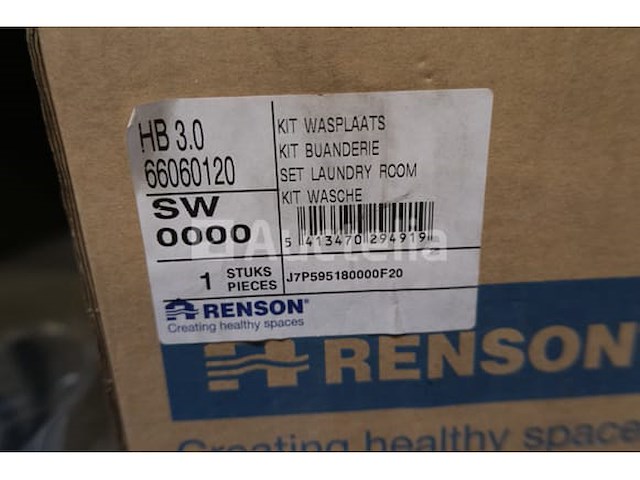 HB 3.0
66060120
SW
0000
KIT WASPLAATS
KIT BUANDERIE
SET LAUNDRY ROOM
KIT WASCHE
5 413470 294919
1 STUKS
PIECES
J7P595180000F20
RENSON®
Creating healthy spaces
Auctelia
RENSON
Creating healthy space